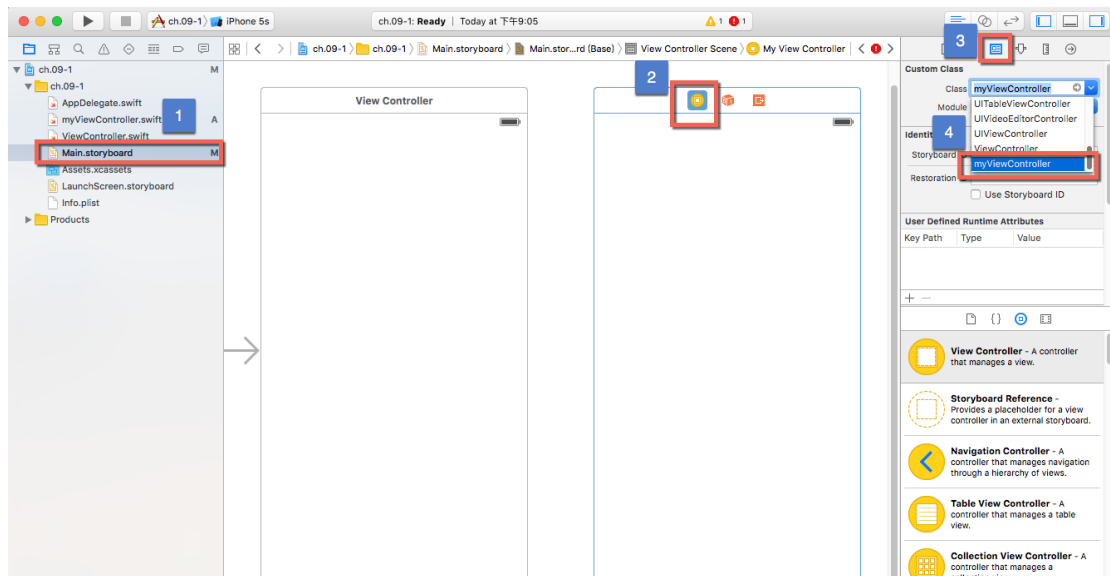 ch.09-1
iPhone 5s
ch.09-1: Ready | Today at 下午9:05
1
1
ch.09-1
ch.09-1
Main.storyboard
Main.stor...rd (Base)
View Controller Scene
My View Controller
ch.09-1
M
ch.09-1
AppDelegate.swift
myViewController.swift
A
1
ViewController.swift
Main.storyboard
M
Assets.xcassets
LaunchScreen.storyboard
Info.plist
Products
View Controller
2
3
Custom Class
Class
myViewController
Module
UITableViewController
UIVideoEditorController
UIViewController
ViewController
myViewController
4
Identit
Storyboard
Restoration
Use Storyboard ID
User Defined Runtime Attributes
Key Path Type Value
View Controller - A controller
that manages a view.
Storyboard Reference -
Provides a placeholder for a view
controller in an external storyboard.
Navigation Controller - A
controller that manages navigation
through a hierarchy of views.
Table View Controller - A
controller that manages a table
view.
Collection View Controller - A
controller that manages a